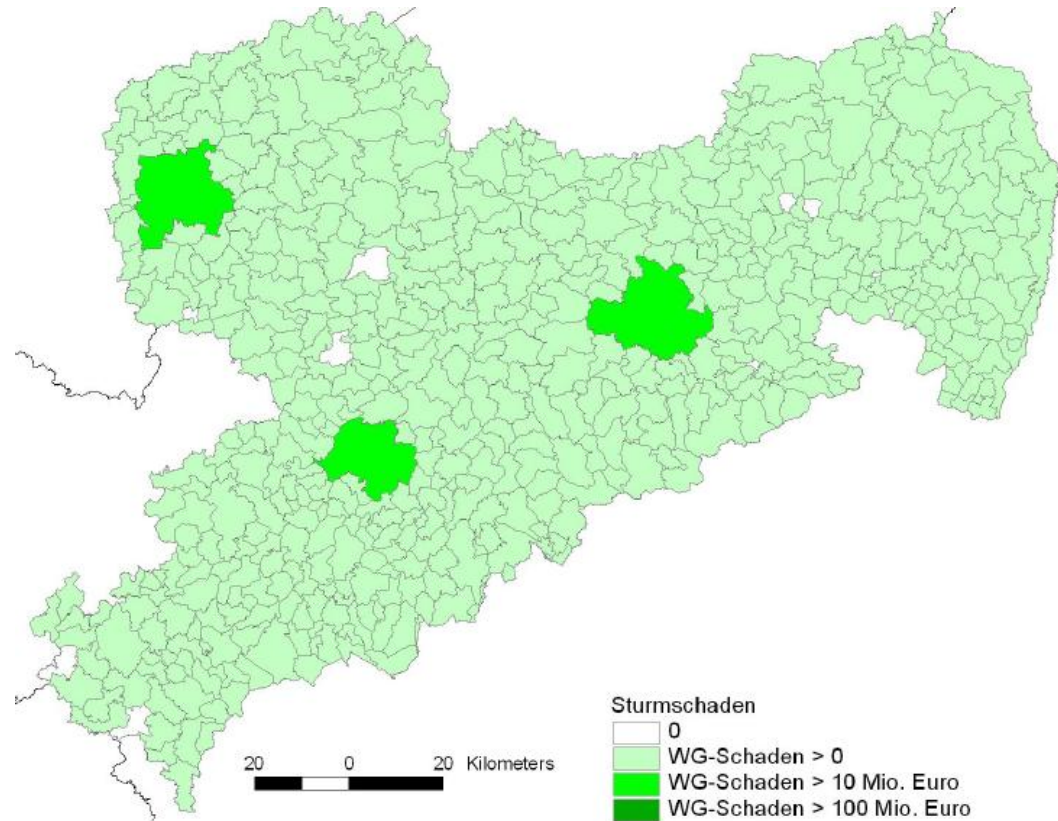 20 0 20 Kilometers
Sturmschaden
0
WG-Schaden > 0
WG-Schaden > 10 Mio. Euro
WG-Schaden > 100 Mio. Euro